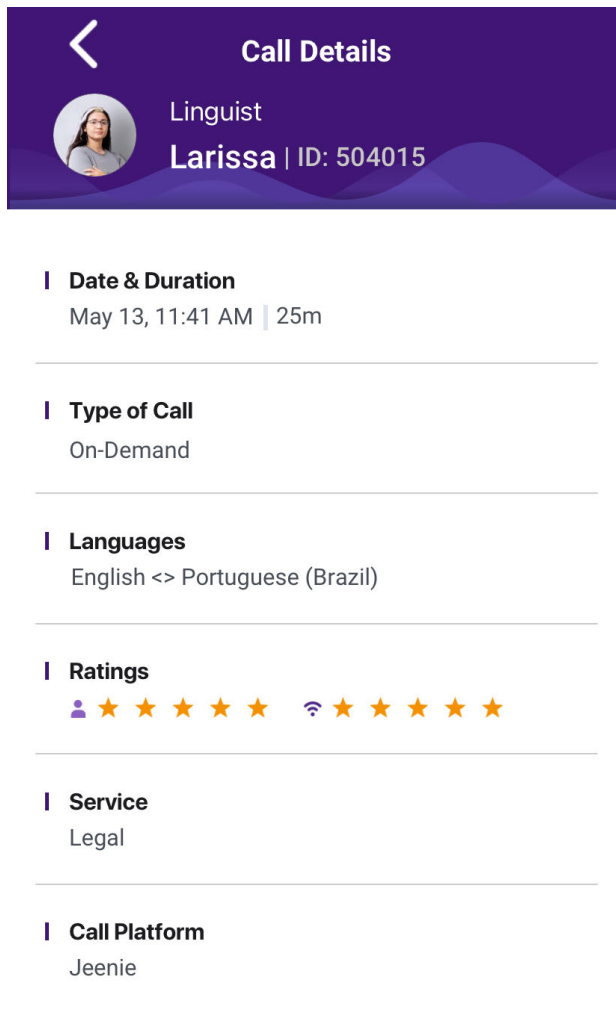 Call Details
Linguist
Larissa | ID: 504015
Date & Duration
May 13, 11:41 AM | 25m
Type of Call
On-Demand
Languages
English <> Portuguese (Brazil)
Ratings
Service
Legal
Call Platform
Jeenie